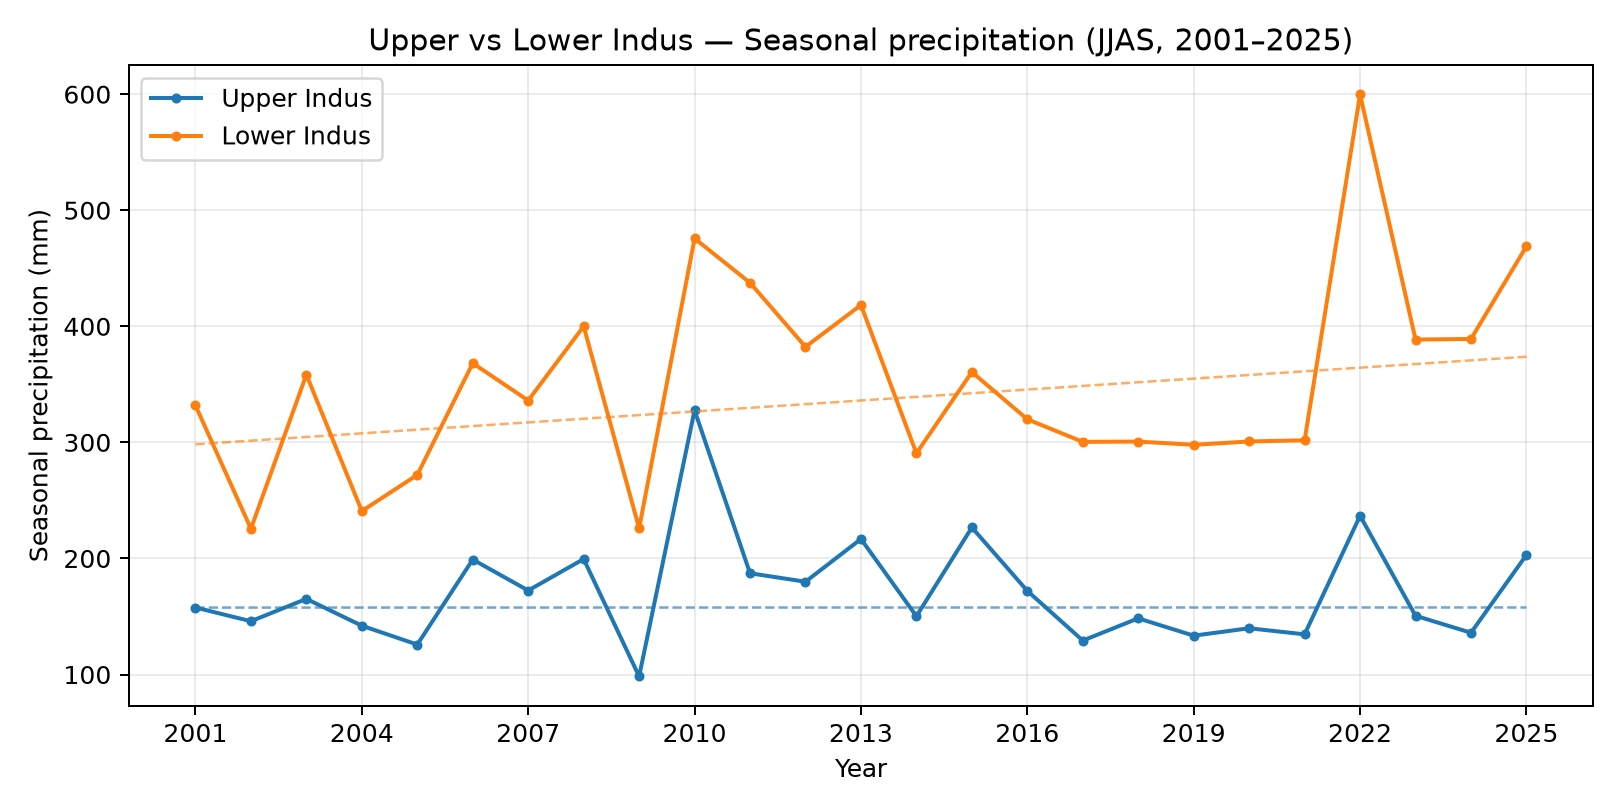 Upper vs Lower Indus — Seasonal precipitation (JJAS, 2001–2025)
Upper Indus
Lower Indus
Seasonal precipitation (mm)
600
500
400
300
200
100
2001 2004 2007 2010 2013 2016 2019 2022 2025
Year